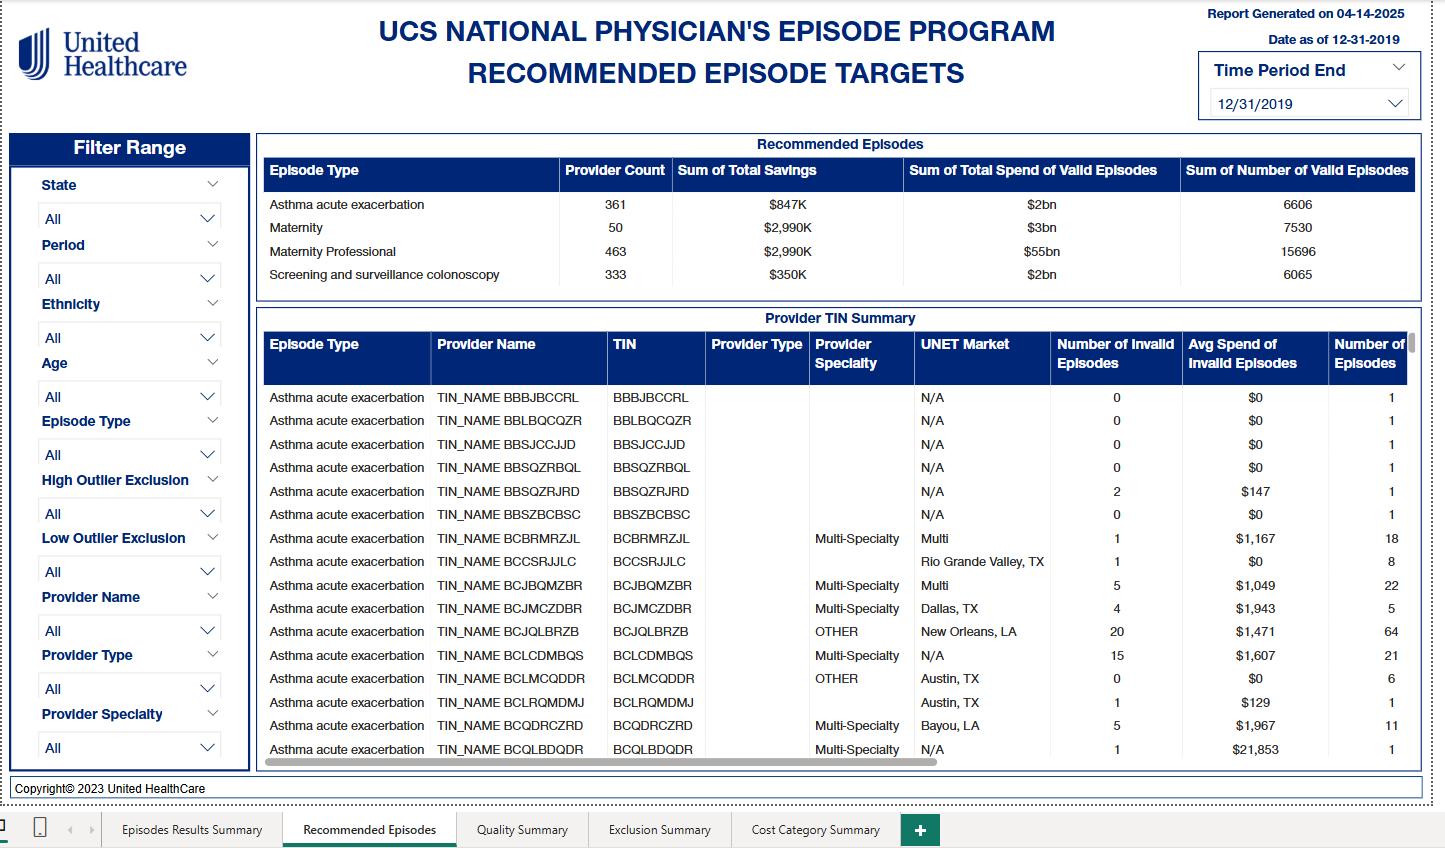 United
Healthcare
UCS NATIONAL PHYSICIAN'S EPISODE PROGRAM
RECOMMENDED EPISODE TARGETS
Report Generated on 04-14-2025
Date as of 12-31-2019
Time Period End
12/31/2019
Filter Range
State
All
Period
All
Ethnicity
All
Age
All
Episode Type
All
High Outlier Exclusion
All
Low Outlier Exclusion
All
Provider Name
All
Provider Type
All
Provider Specialty
All
Recommended Episodes
Episode Type Provider Count Sum of Total Savings Sum of Total Spend of Valid Episodes Sum of Number of Valid Episodes
Asthma acute exacerbation 361 $847K $2bn 6606
Maternity 50 $2,990K $3bn 7530
Maternity Professional 463 $2,990K $55bn 15696
Screening and surveillance colonoscopy 333 $350K $2bn 6065
Provider TIN Summary
Episode Type Provider Name TIN Provider Type Provider Specialty UNET Market Number of Invalid Episodes Avg Spend of Invalid Episodes Number of Episodes
Asthma acute exacerbation TIN_NAME BBBJBCCRL BBBJBCCRL N/A 0 $0 1
Asthma acute exacerbation TIN_NAME BBLBQCQZR BBLBQCQZR N/A 0 $0 1
Asthma acute exacerbation TIN_NAME BBSJCCJJD BBSJCCJJD N/A 0 $0 1
Asthma acute exacerbation TIN_NAME BBSQZRBQL BBSQZRBQL N/A 0 $0 1
Asthma acute exacerbation TIN_NAME BBSQZRJRD BBSQZRJRD N/A 2 $147 1
Asthma acute exacerbation TIN_NAME BBSZBCBSC BBSZBCBSC N/A 0 $0 1
Asthma acute exacerbation TIN_NAME BCBRMRZJL BCBRMRZJL Multi-Specialty Multi 1 $1,167 18
Asthma acute exacerbation TIN_NAME BCCSRJJLC BCCSRJJLC Rio Grande Valley, TX 1 $0 8
Asthma acute exacerbation TIN_NAME BCJBQMZBR BCJBQMZBR Multi-Specialty Multi 5 $1,049 22
Asthma acute exacerbation TIN_NAME BCJMCZDBR BCJMCZDBR Multi-Specialty Dallas, TX 4 $1,943 5
Asthma acute exacerbation TIN_NAME BCJQLBRZB BCJQLBRZB OTHER New Orleans, LA 20 $1,471 64
Asthma acute exacerbation TIN_NAME BCLCDMBQS BCLCDMBQS Multi-Specialty N/A 15 $1,607 21
Asthma acute exacerbation TIN_NAME BCLMCQDDR BCLMCQDDR OTHER Austin, TX 0 $0 6
Asthma acute exacerbation TIN_NAME BCLRQMDMJ BCLRQMDMJ Austin, TX 1 $129 1
Asthma acute exacerbation TIN_NAME BCQDRCZRD BCQDRCZRD Multi-Specialty Bayou, LA 5 $1,967 11
Asthma acute exacerbation TIN_NAME BCQLBDQDR BCQLBDQDR Multi-Specialty N/A 1 $21,853 1
Copyright© 2023 United HealthCare
Episodes Results Summary Recommended Episodes Quality Summary Exclusion Summary Cost Category Summary